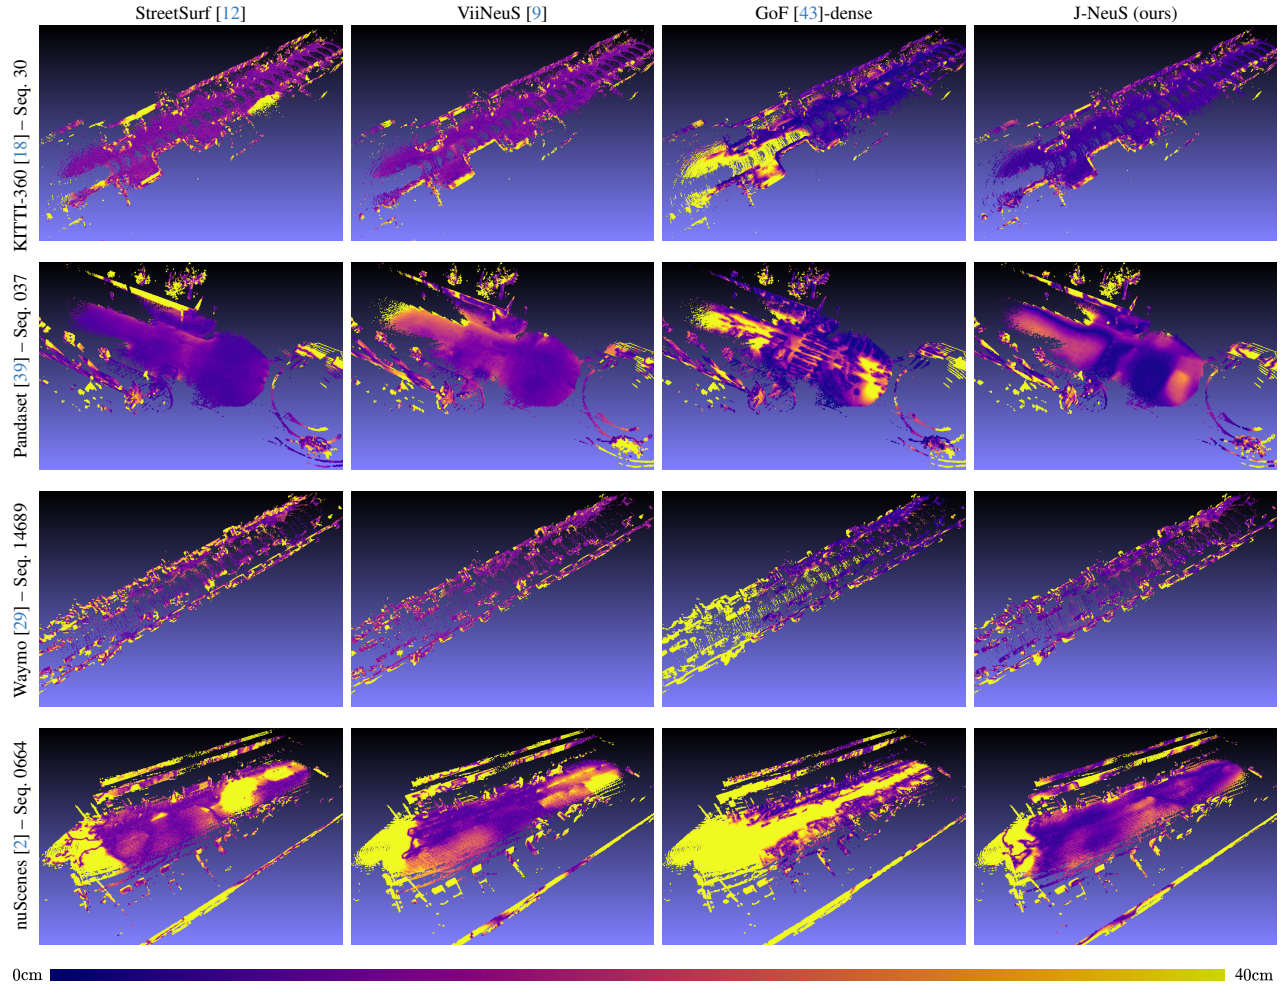 StreetSurf [12]
ViiNeuS [9]
GoF [43]-dense
J-NeuS (ours)
KITTI-360 [18] – Seq. 30
Pandaset [39] – Seq. 037
Waymo [29] – Seq. 14689
nuScenes [2] – Seq. 0664
0cm
40cm